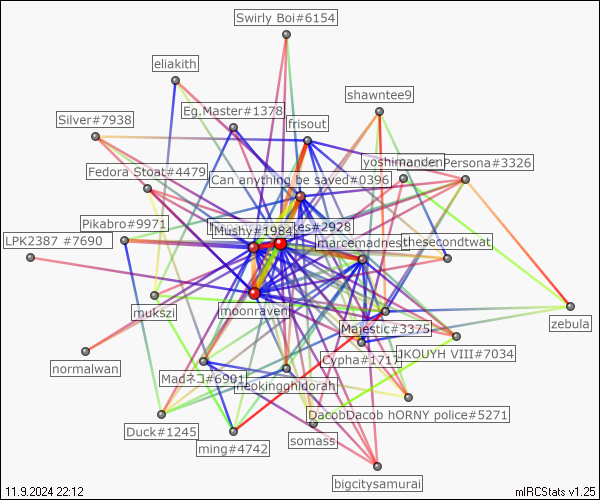 Swirly Boi#6154
eliakith
shawntee9
Eg.Master#1378
Silver#7938
frisout
yoshimanden
Persona#3326
Fedora Stoat#4479
Can anything be saved#0396
Pikabro#9971
Mushy#1984
kes#2928
LPK2387 #7690
marcemadnes
thesecondtwat
mukszi
moonraven
zebula
Majestic#3375
normalwan
Cypha#1717
JKOUYH VIII#7034
Madネコ#6901
neokingghidorah
DacobDacob hORNY police#5271
Duck#1245
somass
ming#4742
bigcitysamurai
11.9.2024 22:12
mIRCStats v1.25